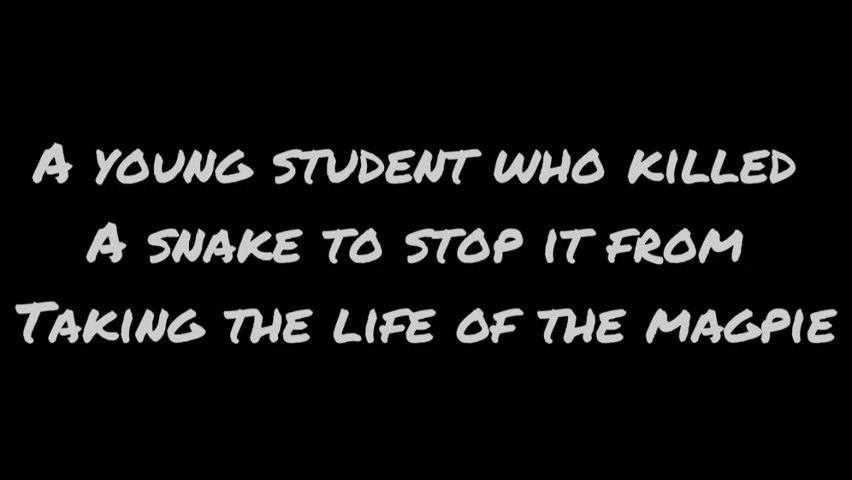 A YOUNG STUDENT WHO KILLED
A SNAKE TO STOP IT FROM
TAKING THE LIFE OF THE MAGPIE